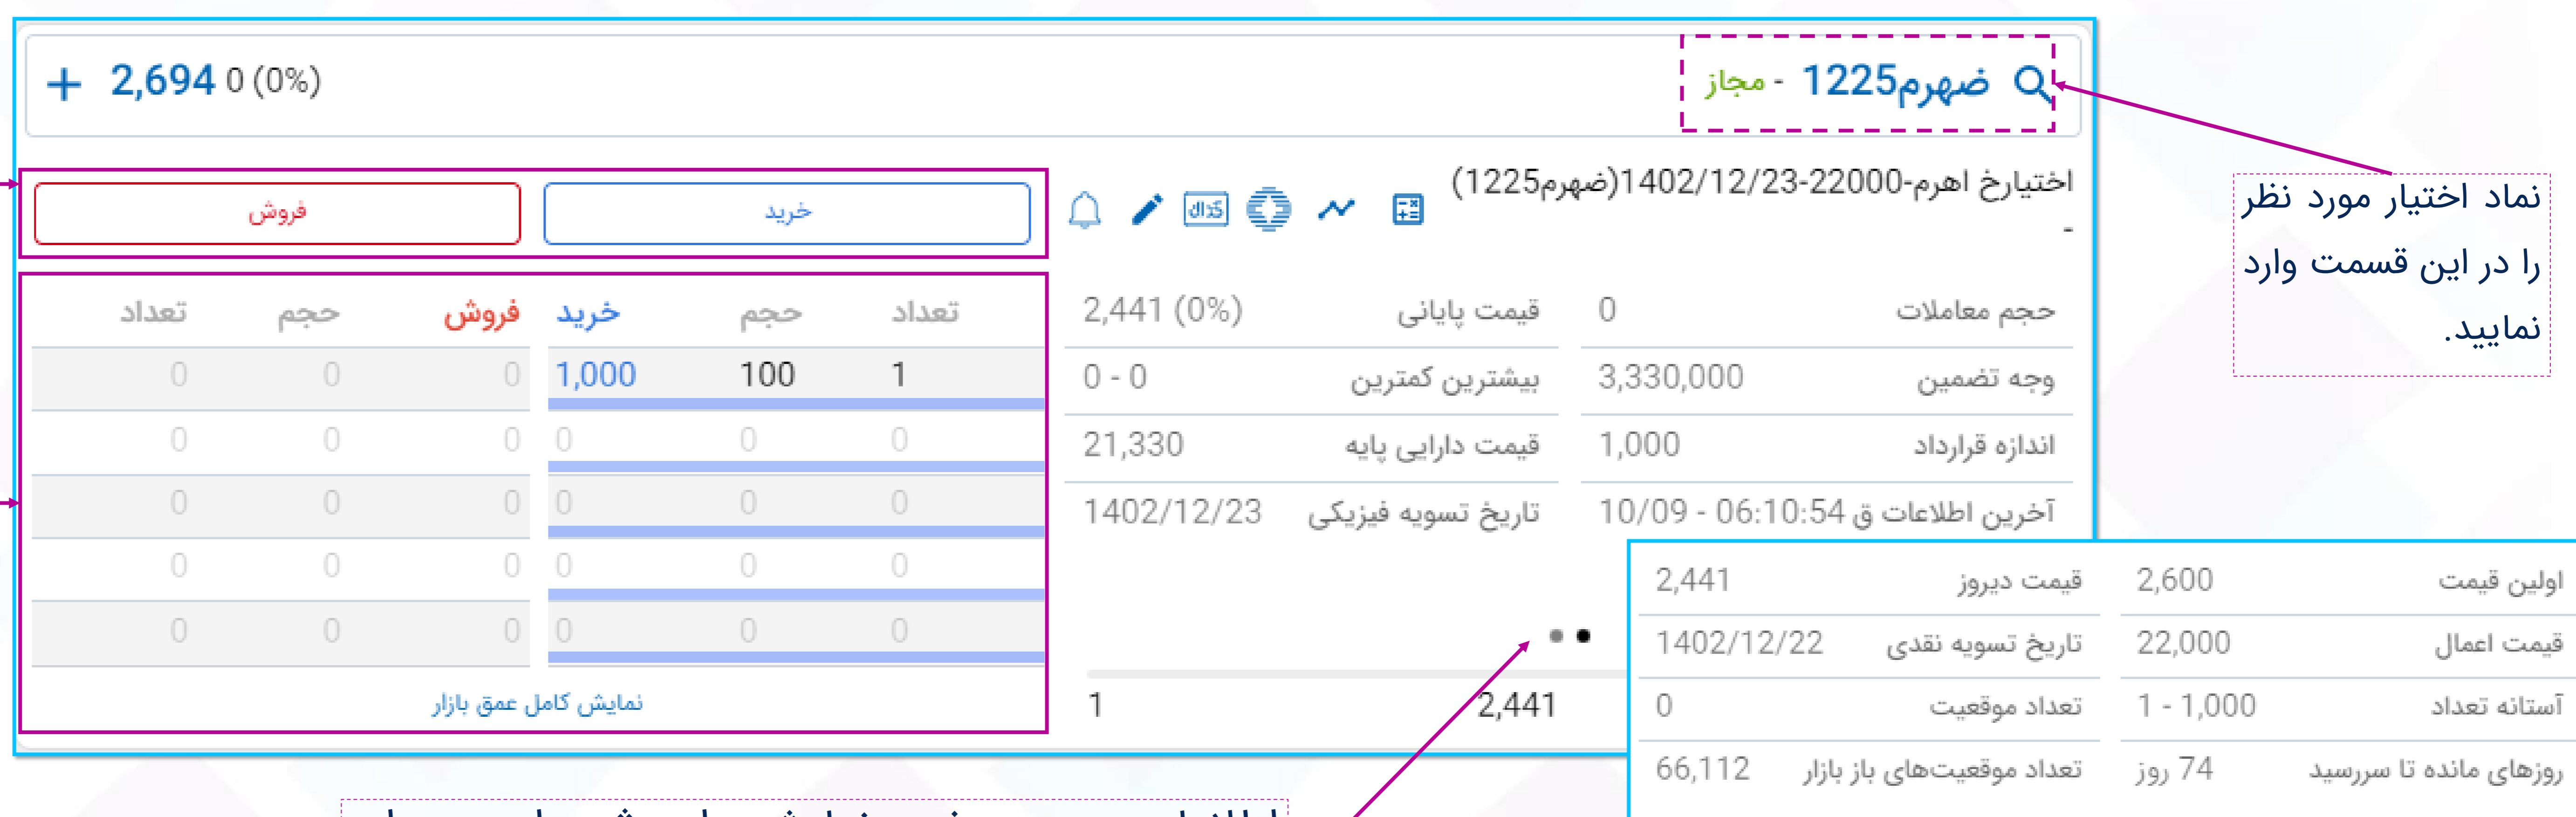 ضهرم1225 - مجاز
2,694 0 (0%) +
اختیارخ اهرم-22000-1402/12/23(ضهرم1225)
-
کدال
خرید فروش
نماد اختیار مورد نظر
را در این قسمت وارد
نمایید.
حجم معاملات 0 قیمت پایانی 2,441 (0%)
وجه تضمین 3,330,000 بیشترین کمترین 0 - 0
اندازه قرارداد 1,000 قیمت دارایی پایه 21,330
آخرین اطلاعات ق 06:10:54 - 10/09 تاریخ تسویه فیزیکی 1402/12/23
2,441 1
تعداد حجم خرید فروش حجم تعداد
1 100 1,000 0 0 0
0 0 0 0 0 0
0 0 0 0 0 0
0 0 0 0 0 0
0 0 0 0 0 0
نمایش کامل عمق بازار
اولین قیمت 2,600 قیمت دیروز 2,441
قیمت اعمال 22,000 تاریخ تسویه نقدی 1402/12/22
آستانه تعداد 1 - 1,000 تعداد موقعیت 0
روزهای مانده تا سررسید 74 روز تعداد موقعیت‌های باز بازار 66,112